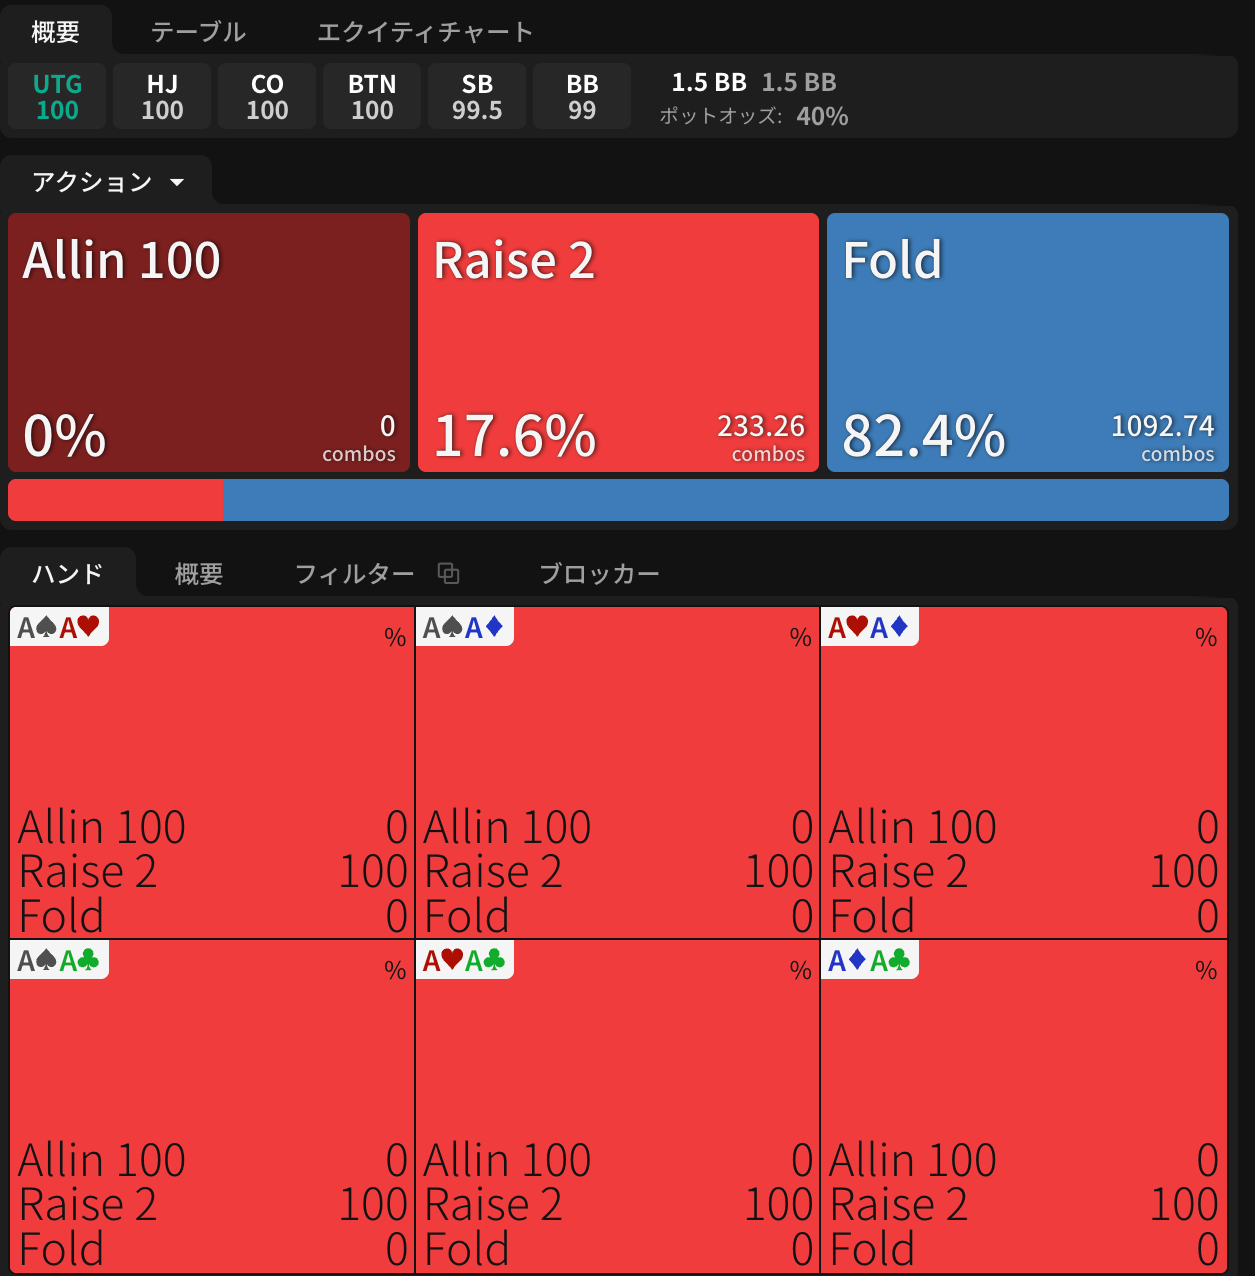 概要 テーブル エクイティチャート
UTG HJ CO BTN SB BB 1.5 BB 1.5 BB
100 100 100 100 99.5 99 ポットオッズ: 40%
アクション
Allin 100 Raise 2 Fold
0% 0 17.6% 233.26 82.4% 1092.74
combos combos combos
ハンド 概要 フィルター ブロッカー
A♠A♥ % A♠A♦ % A♥A♦ %
Allin 100 0 Allin 100 0 Allin 100 0
Raise 2 100 Raise 2 100 Raise 2 100
Fold 0 Fold 0 Fold 0
A♠A♣ % A♥A♣ % A♦A♣ %
Allin 100 0 Allin 100 0 Allin 100 0
Raise 2 100 Raise 2 100 Raise 2 100
Fold 0 Fold 0 Fold 0